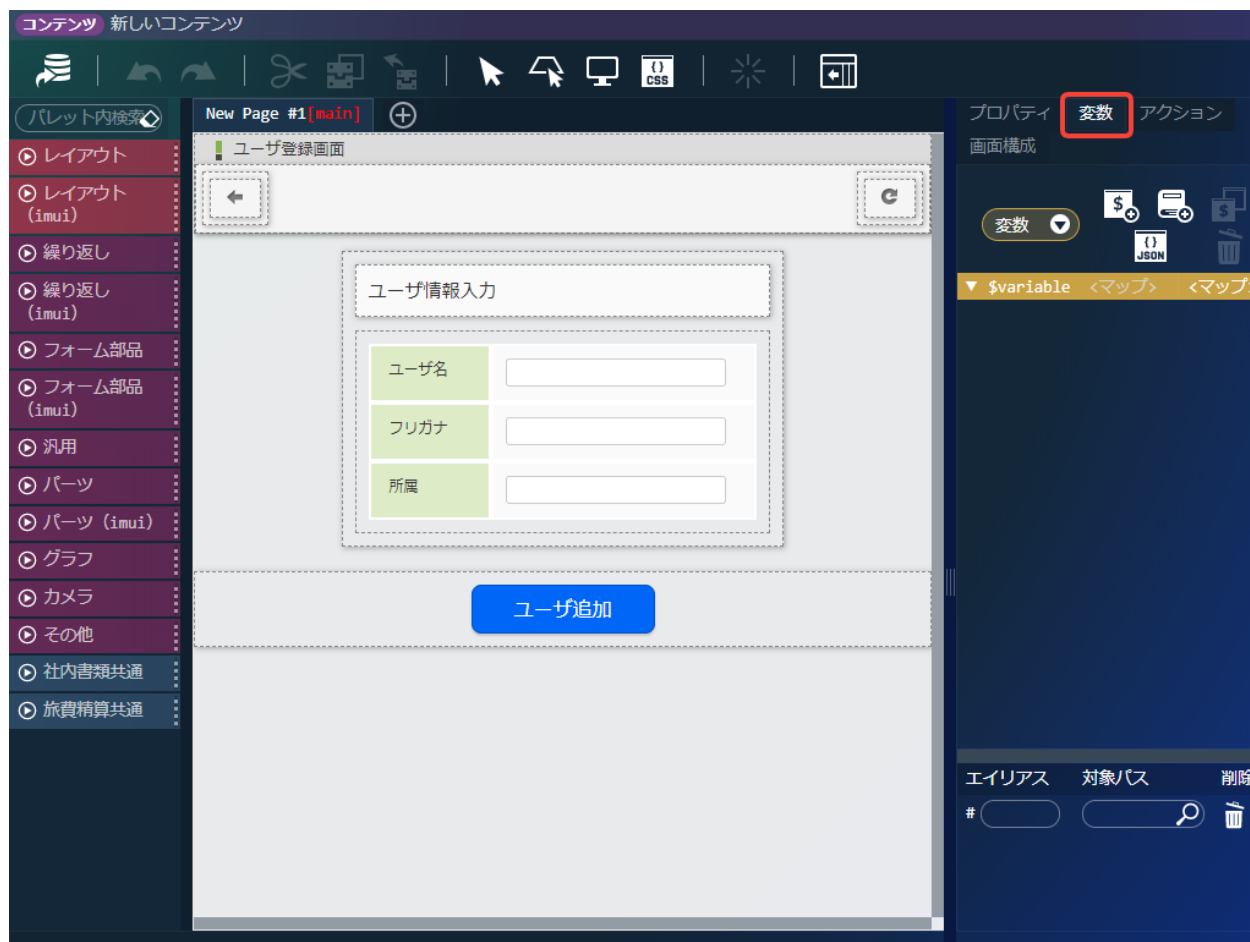 コンテンツ 新しいコンテンツ
{}
CSS
パレット内検索
New Page #1[main]
プロパティ 変数 アクション
画面構成
レイアウト
レイアウト
(imui)
繰り返し
繰り返し
(imui)
フォーム部品
フォーム部品
(imui)
汎用
パーツ
パーツ (imui)
グラフ
カメラ
その他
社内書類共通
旅費精算共通
ユーザ登録画面
ユーザ情報入力
ユーザ名
フリガナ
所属
ユーザ追加
変数
$
$
{}
JSON
$variable <マップ> <マップ
エイリアス 対象パス 削除
#